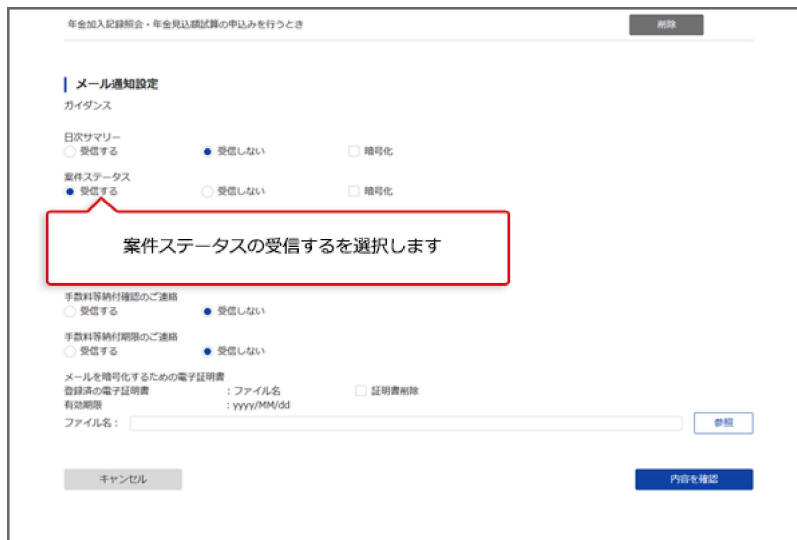 年金加入記録照会・年金見込額試算の申込みを行うとき 削除
メール通知設定
ガイダンス
日次サマリー
受信する 受信しない 暗号化
案件ステータス
受信する 受信しない 暗号化
案件ステータスの受信するを選択します
手数料等納付確認のご連絡
受信する 受信しない
手数料等納付期限のご連絡
受信する 受信しない
メールを暗号化するための電子証明書
登録済の電子証明書 : ファイル名 証明書削除
有効期限 : yyyy/MM/dd
ファイル名: 参照
キャンセル 内容を確認